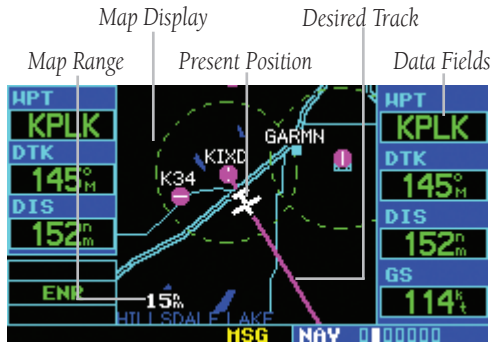 Map Display
Desired Track
Map Range
Present Position
Data Fields
WPT
KPLK
DTK
145°M
DIS
152nm
ENR
K34
KIXD
GARMN
15nm
HILLSDALE LAKE
WPT
KPLK
DTK
145°M
DIS
152nm
GS
114kt
MSG
NAV